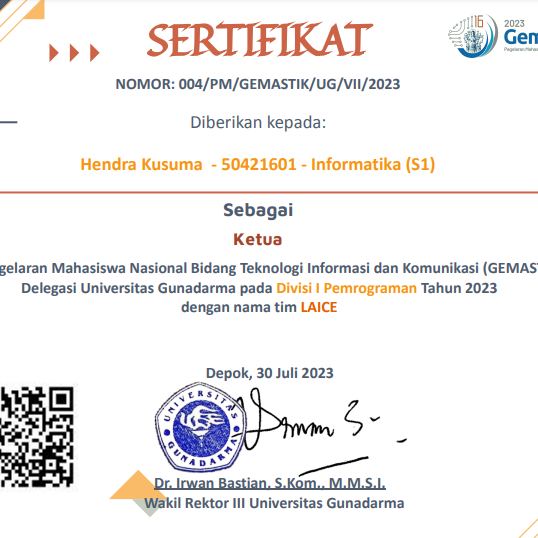 SERTIFIKAT
16
2023
Gem
Pagelaran Mahas
NOMOR: 004/PM/GEMASTIK/UG/VII/2023
Diberikan kepada:
Hendra Kusuma - 50421601 - Informatika (S1)
Sebagai
Ketua
gelaran Mahasiswa Nasional Bidang Teknologi Informasi dan Komunikasi (GEMAST
Delegasi Universitas Gunadarma pada Divisi I Pemrograman Tahun 2023
dengan nama tim LAICE
Depok, 30 Juli 2023
UNIVERSITAS
GUNADARMA
Dr. Irwan Bastian, S.Kom., M.M.S.I.
Wakil Rektor III Universitas Gunadarma